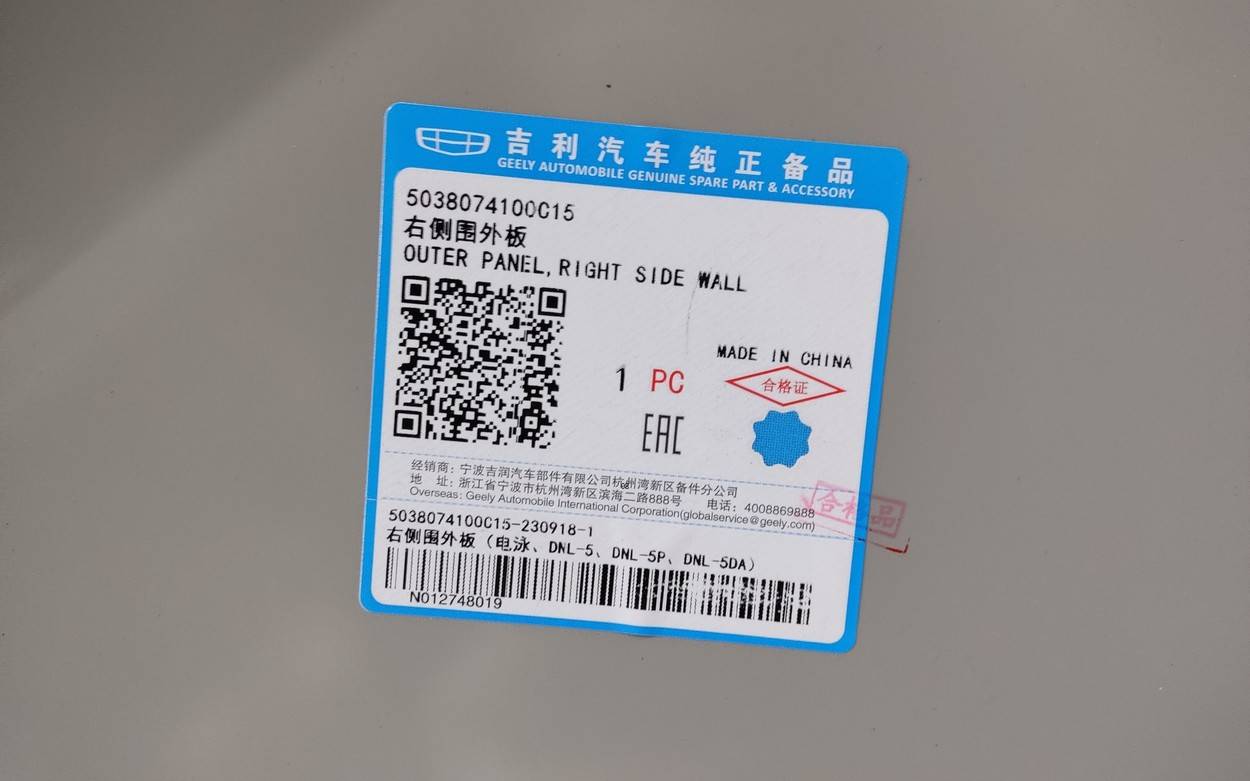 吉利汽车纯正备品
GEELY AUTOMOBILE GENUINE SPARE PART & ACCESSORY
5038074100C15
右侧围外板
OUTER PANEL,RIGHT SIDE WALL
MADE IN CHINA
1 PC
合格证
EAC
经销商：宁波吉润汽车部件有限公司杭州湾新区备件分公司
地 址：浙江省宁波市杭州湾新区滨海二路888号 电话：4008869888
Overseas: Geely Automobile International Corporation(globalservice@geely.com)
合格品
5038074100C15-230918-1
右侧围外板（电泳、DNL-5、DNL-5P、DNL-5DA）
N012748019